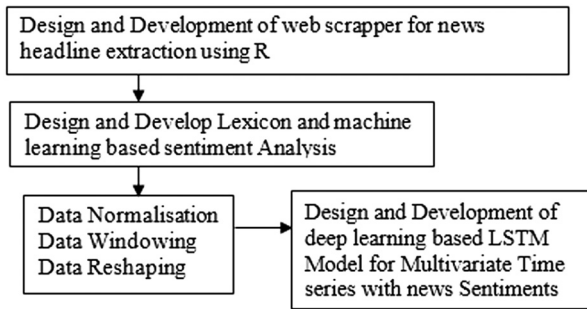 Design and Development of web scrapper for news
headline extraction using R
Design and Develop Lexicon and machine
learning based sentiment Analysis
Data Normalisation
Data Windowing
Data Reshaping
Design and Development of
deep learning based LSTM
Model for Multivariate Time
series with news Sentiments